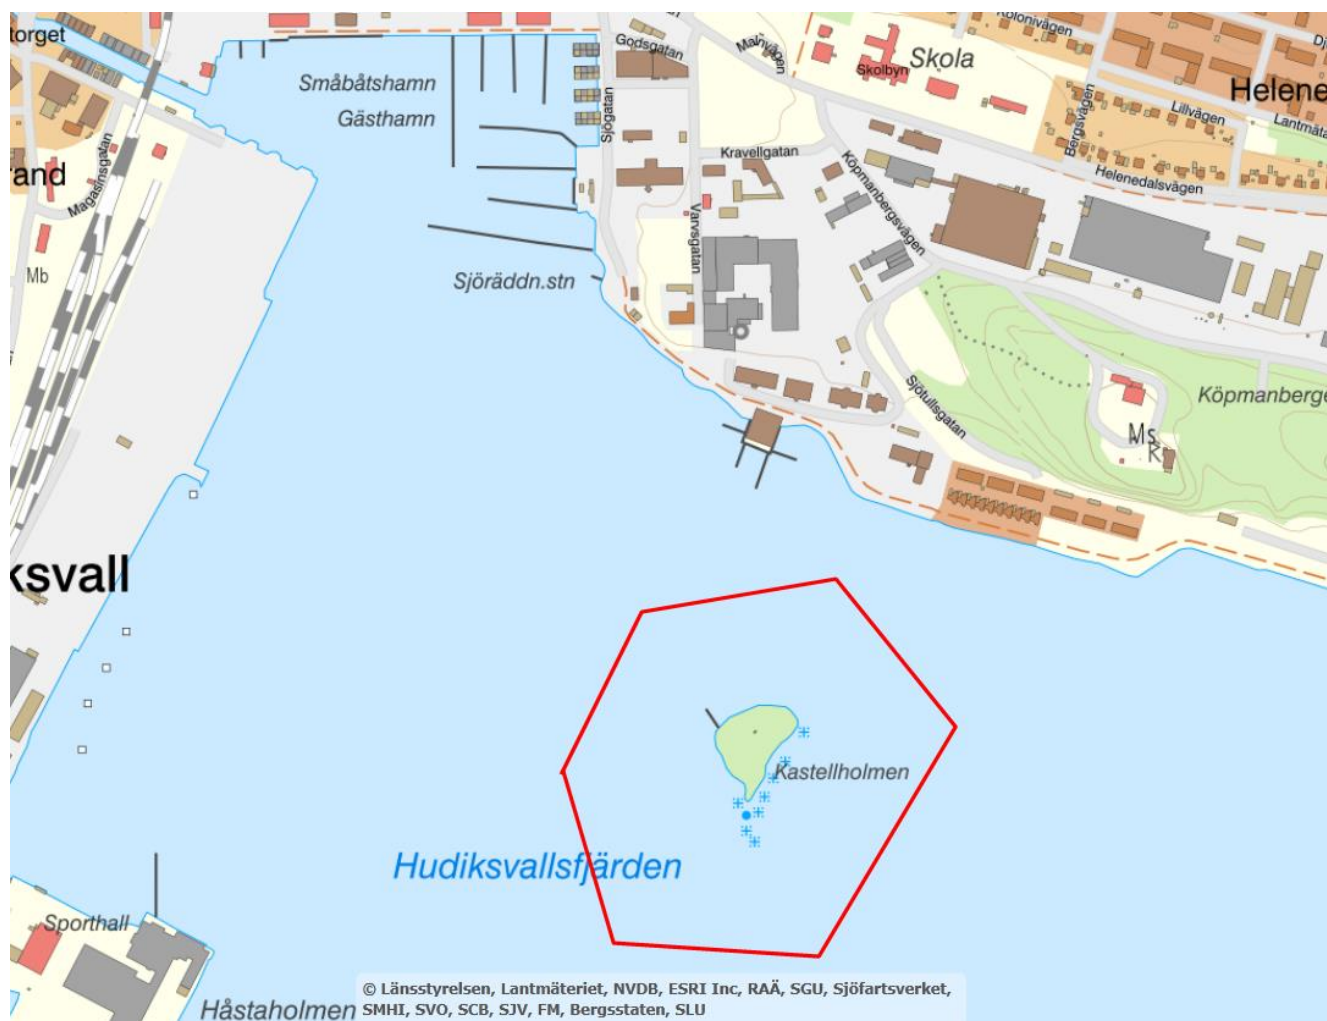 torget
Godsgatan
Malnvägen
Kolonivägen
Skola
Skolbyn
Helene
Småbåtshamn
Gästhamn
Sjögatan
Bergsvägen
Lillvägen
Lantmäta
Kravellgatan
Köpmanbergsvägen
Helenedalsvägen
and
Magasinsgatan
Varvsgatan
Mb
Sjöräddn.stn
Sjötullsgatan
Köpmanberge
Ms
R
ksvall
Kastellholmen
Hudiksvallsfjärden
Sporthall
Håstaholmen
© Länsstyrelsen, Lantmäteriet, NVDB, ESRI Inc, RAÄ, SGU, Sjöfartsverket,
SMHI, SVO, SCB, SJV, FM, Bergsstaten, SLU